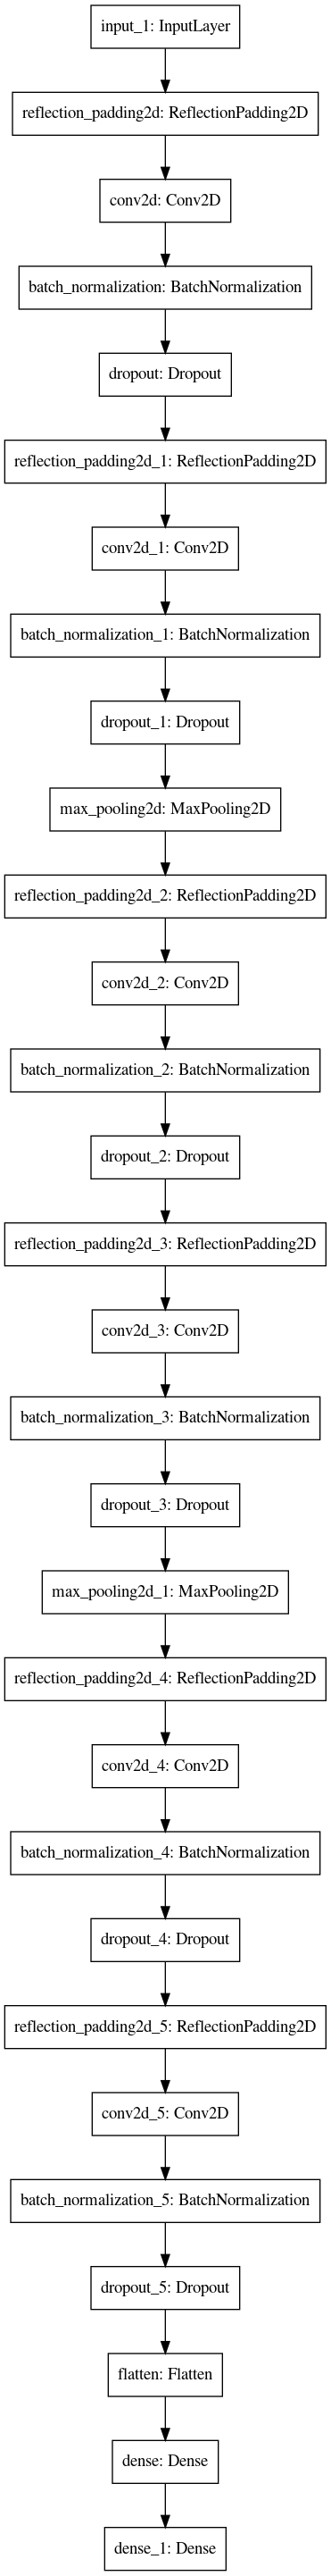 input_1: InputLayer
reflection_padding2d: ReflectionPadding2D
conv2d: Conv2D
batch_normalization: BatchNormalization
dropout: Dropout
reflection_padding2d_1: ReflectionPadding2D
conv2d_1: Conv2D
batch_normalization_1: BatchNormalization
dropout_1: Dropout
max_pooling2d: MaxPooling2D
reflection_padding2d_2: ReflectionPadding2D
conv2d_2: Conv2D
batch_normalization_2: BatchNormalization
dropout_2: Dropout
reflection_padding2d_3: ReflectionPadding2D
conv2d_3: Conv2D
batch_normalization_3: BatchNormalization
dropout_3: Dropout
max_pooling2d_1: MaxPooling2D
reflection_padding2d_4: ReflectionPadding2D
conv2d_4: Conv2D
batch_normalization_4: BatchNormalization
dropout_4: Dropout
reflection_padding2d_5: ReflectionPadding2D
conv2d_5: Conv2D
batch_normalization_5: BatchNormalization
dropout_5: Dropout
flatten: Flatten
dense: Dense
dense_1: Dense